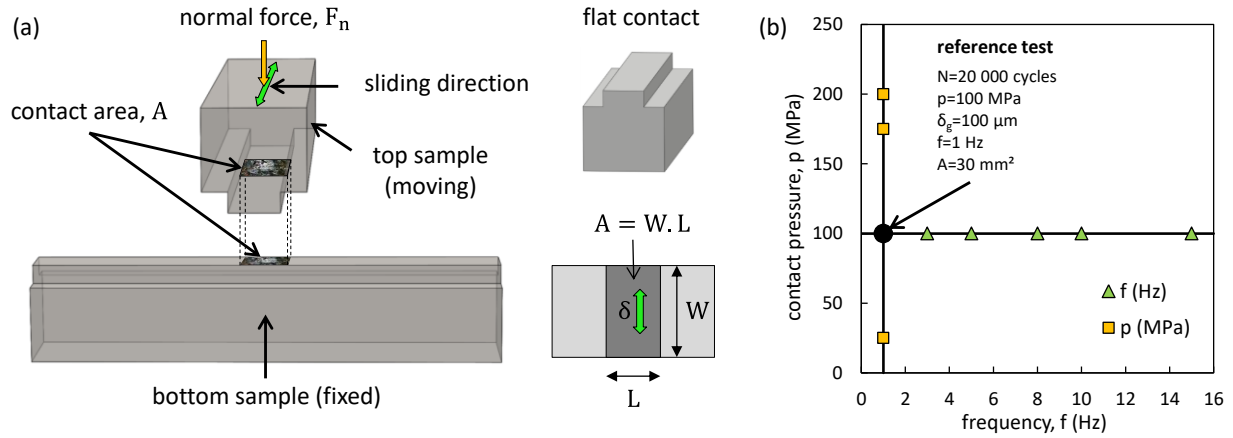 (a)
normal force, Fₙ
sliding direction
contact area, A
top sample
(moving)
bottom sample (fixed)
flat contact
A = W. L
δ
W
L
(b)
contact pressure, p (MPa)
250
200
150
100
50
0
reference test
N=20 000 cycles
p=100 MPa
δg=100 µm
f=1 Hz
A=30 mm²
f (Hz)
p (MPa)
0 2 4 6 8 10 12 14 16
frequency, f (Hz)